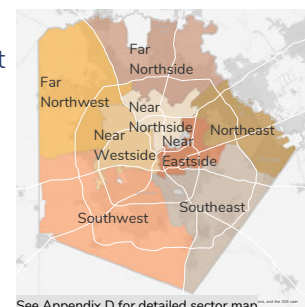 t
Far
Northside
Far
Northwest
Near
Northside
Northeast
Near
Westside
Near
Eastside
Southwest
Southeast
See Appendix D for detailed sector map